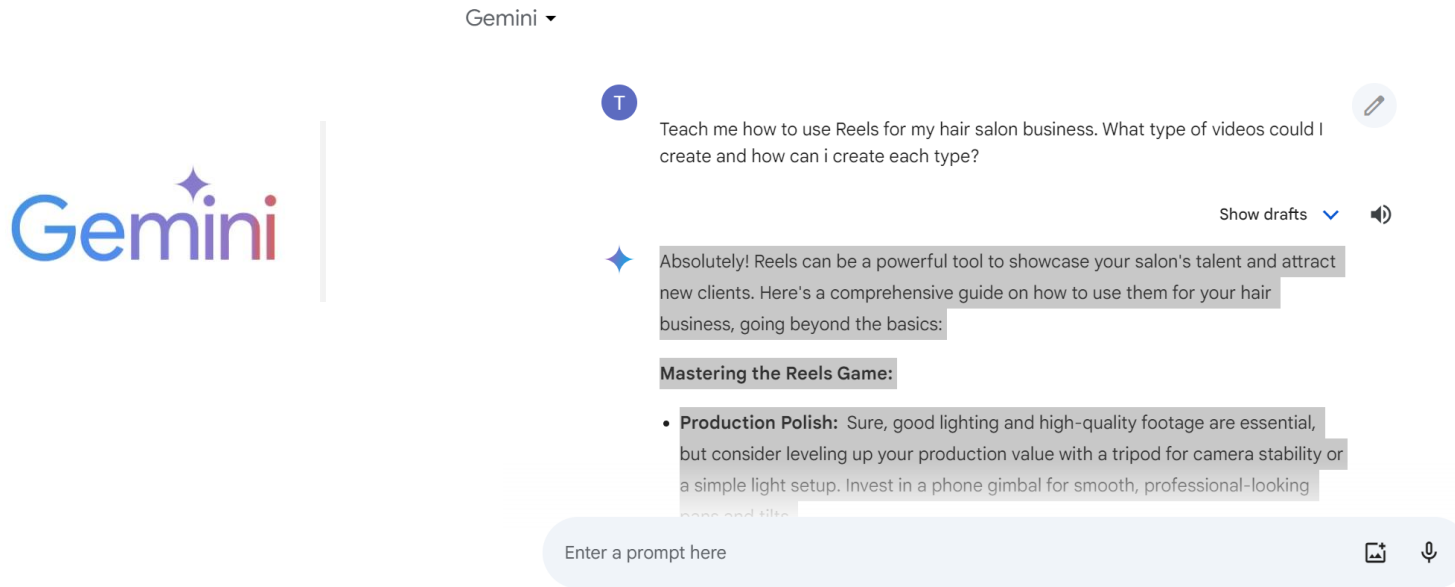 Gemini
Gemini
T
Teach me how to use Reels for my hair salon business. What type of videos could I
create and how can i create each type?
Show drafts
Absolutely! Reels can be a powerful tool to showcase your salon's talent and attract
new clients. Here's a comprehensive guide on how to use them for your hair
business, going beyond the basics:
Mastering the Reels Game:
• Production Polish: Sure, good lighting and high-quality footage are essential,
but consider leveling up your production value with a tripod for camera stability or
a simple light setup. Invest in a phone gimbal for smooth, professional-looking
pans and tilts.
Enter a prompt here